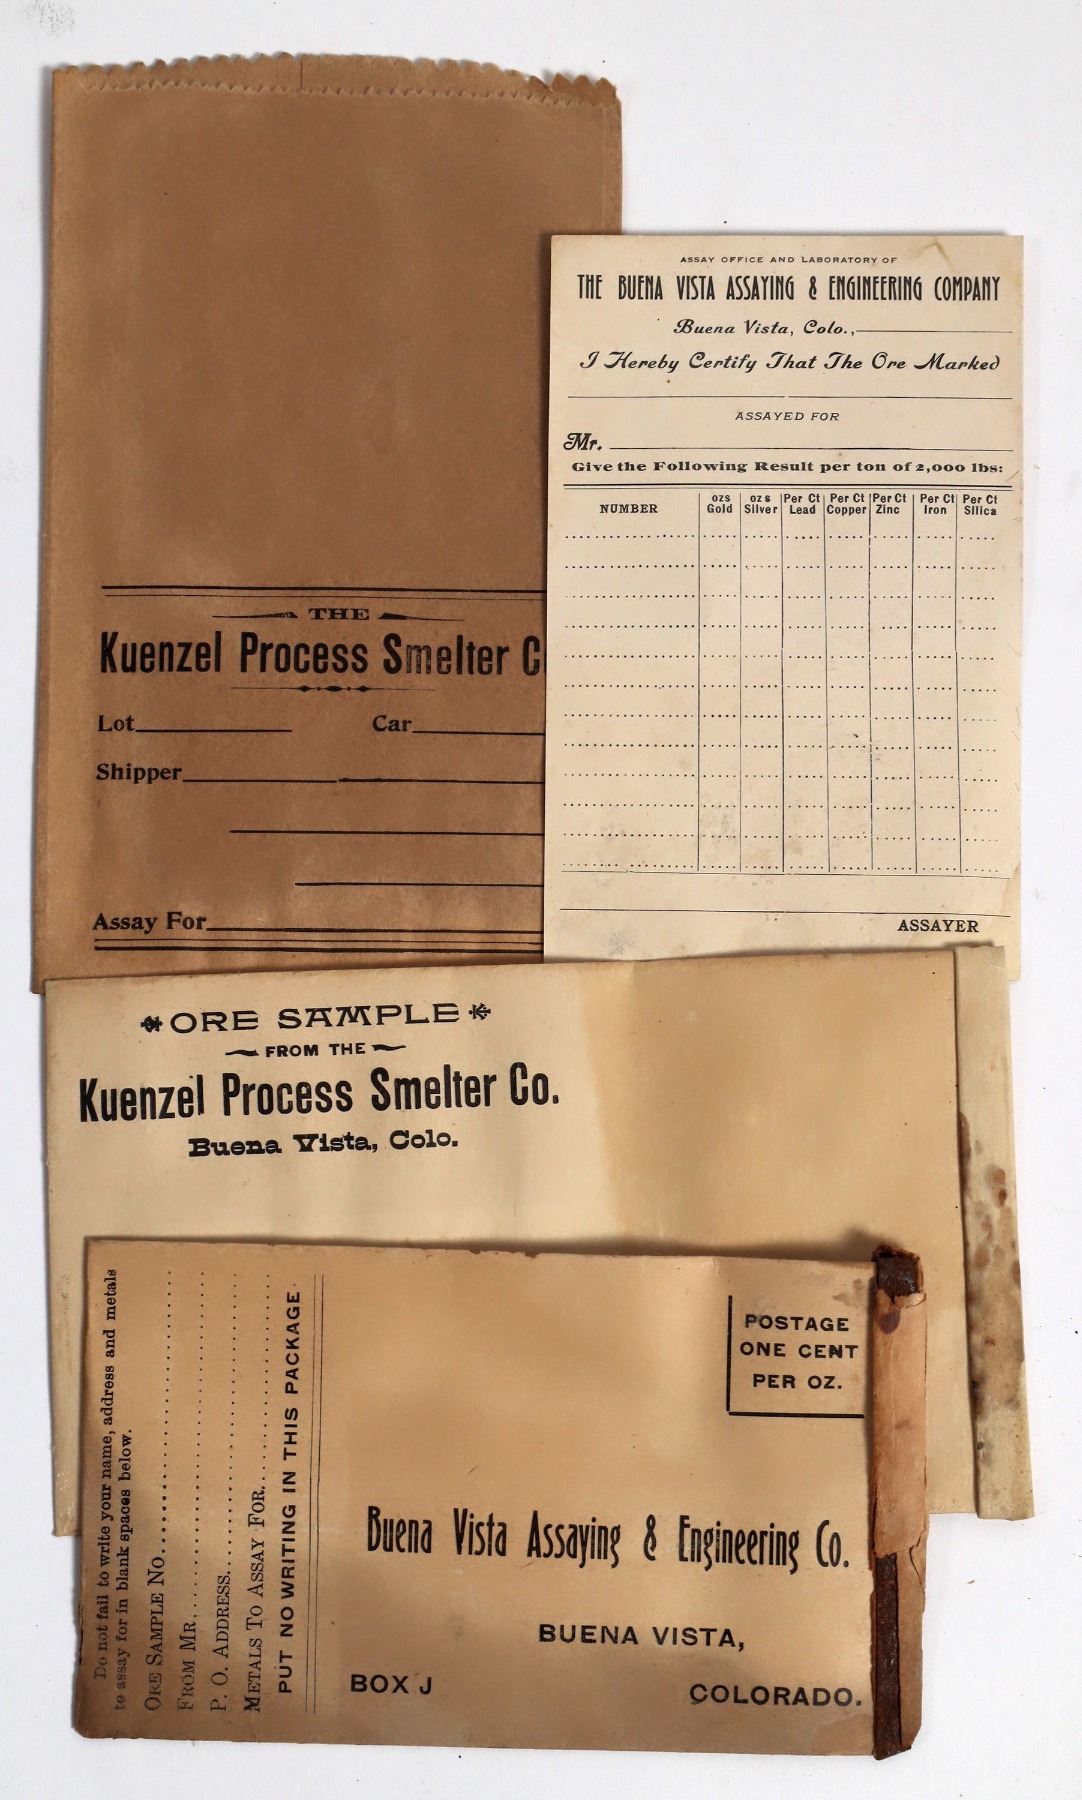 THE
Kuenzel Process Smelter C
Lot Car
Shipper
Assay For
ASSAY OFFICE AND LABORATORY OF
THE BUENA VISTA ASSAYING & ENGINEERING COMPANY
Buena Vista, Colo.,
I Hereby Certify That The Ore Marked
ASSAYED FOR
Mr.
Give the Following Result per ton of 2,000 lbs:
NUMBER ozs Gold ozs Silver Per Ct Lead Per Ct Copper Per Ct Zinc Per Ct Iron Per Ct Silica
ASSAYER
ORE SAMPLE
FROM THE
Kuenzel Process Smelter Co.
Buena Vista, Colo.
Do not fail to write your name, address and metals
to assay for in blank spaces below.
ORE SAMPLE No.
FROM MR.
P. O. ADDRESS
METALS TO ASSAY FOR
PUT NO WRITING IN THIS PACKAGE
POSTAGE
ONE CENT
PER OZ.
Buena Vista Assaying & Engineering Co.
BUENA VISTA,
BOX J COLORADO.